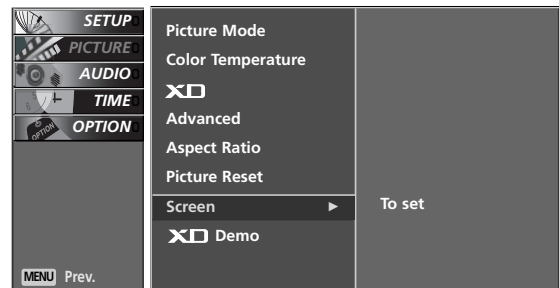 SETUP
PICTURE
AUDIO
TIME
OPTION
MENU Prev.
Picture Mode
Color Temperature
XD
Advanced
Aspect Ratio
Picture Reset
Screen ►
XD Demo
To set